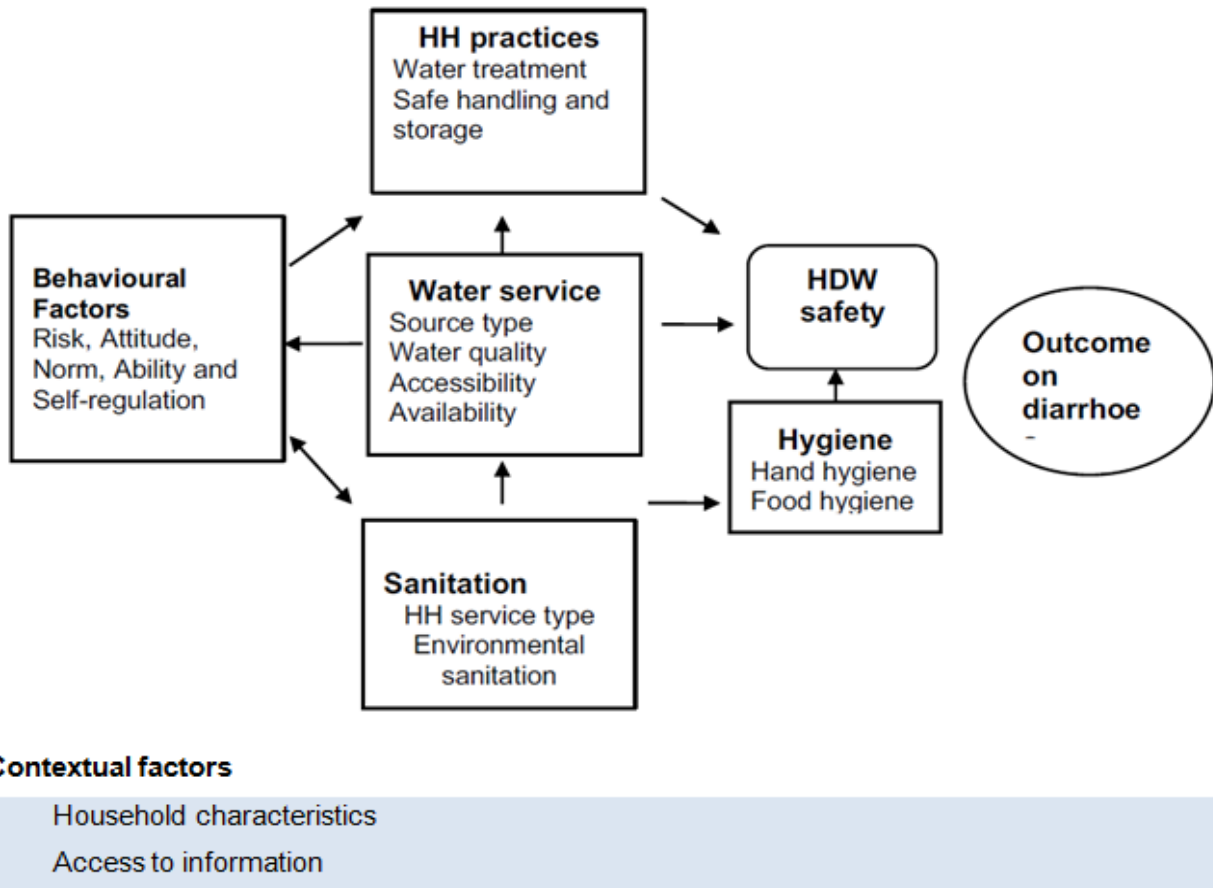 HH practices
Water treatment
Safe handling and
storage
Behavioural
Factors
Risk, Attitude,
Norm, Ability and
Self-regulation
Water service
Source type
Water quality
Accessibility
Availability
HDW
safety
Outcome
on
diarrhoe
Hygiene
Hand hygiene
Food hygiene
Sanitation
HH service type
Environmental
sanitation
Contextual factors
Household characteristics
Access to information